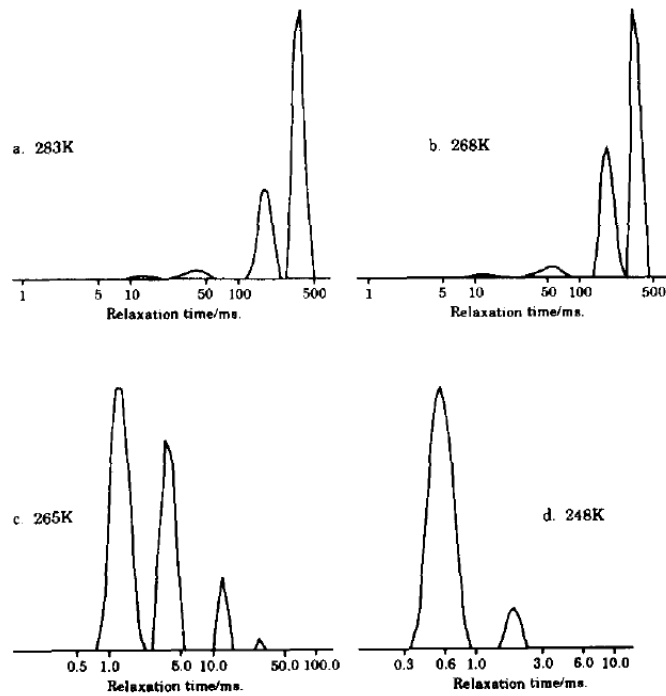 a. 283K
1 5 10 50 100 500
Relaxation time/ms.
b. 268K
1 5 10 50 100 500
Relaxation time/ms.
c. 265K
0.5 1.0 5.0 10.0 50.0 100.0
Relaxation time/ms.
d. 248K
0.3 0.6 1.0 3.0 6.0 10.0
Relaxation time/ms.